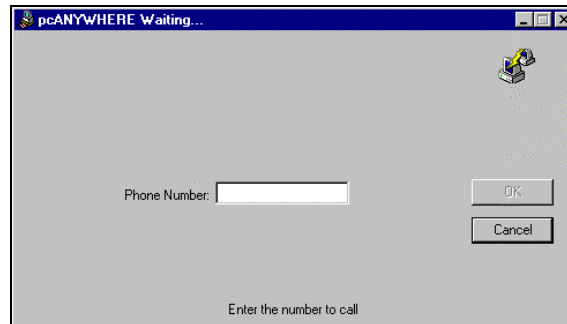 pcANYWHERE Waiting...
Phone Number:
OK
Cancel
Enter the number to call